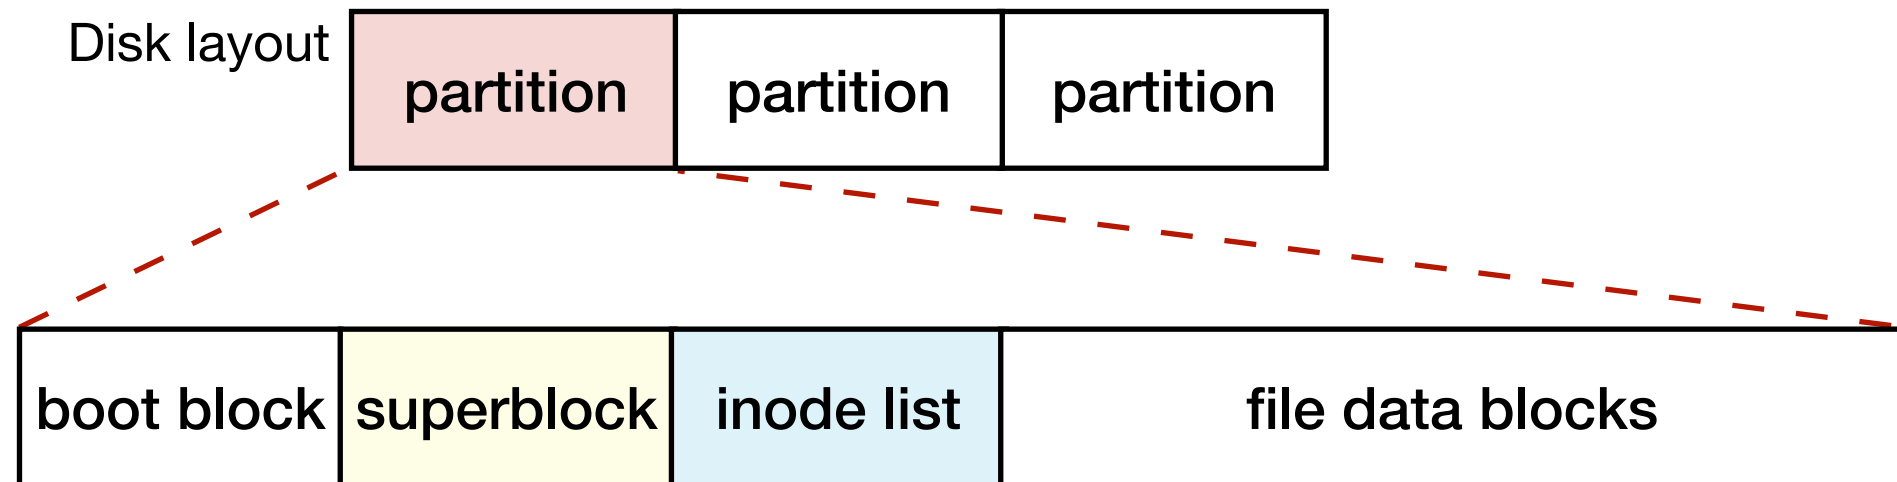 Disk layout
partition partition partition
boot block superblock inode list file data blocks